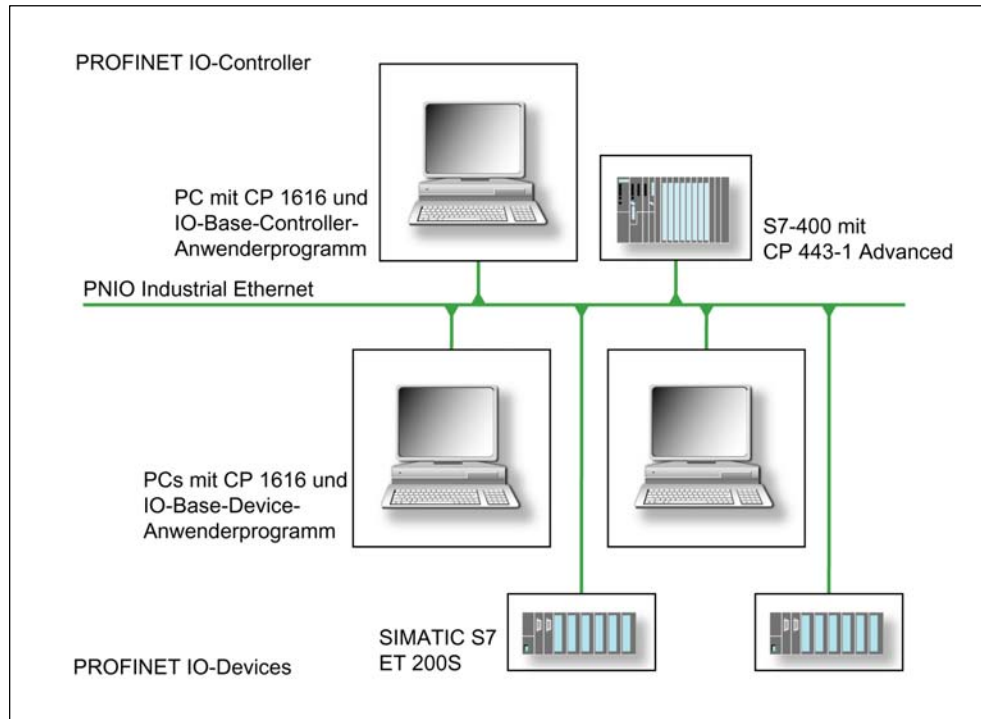 PROFINET IO-Controller
PC mit CP 1616 und
IO-Base-Controller-
Anwenderprogramm
S7-400 mit
CP 443-1 Advanced
PNIO Industrial Ethernet
PCs mit CP 1616 und
IO-Base-Device-
Anwenderprogramm
SIMATIC S7
ET 200S
PROFINET IO-Devices